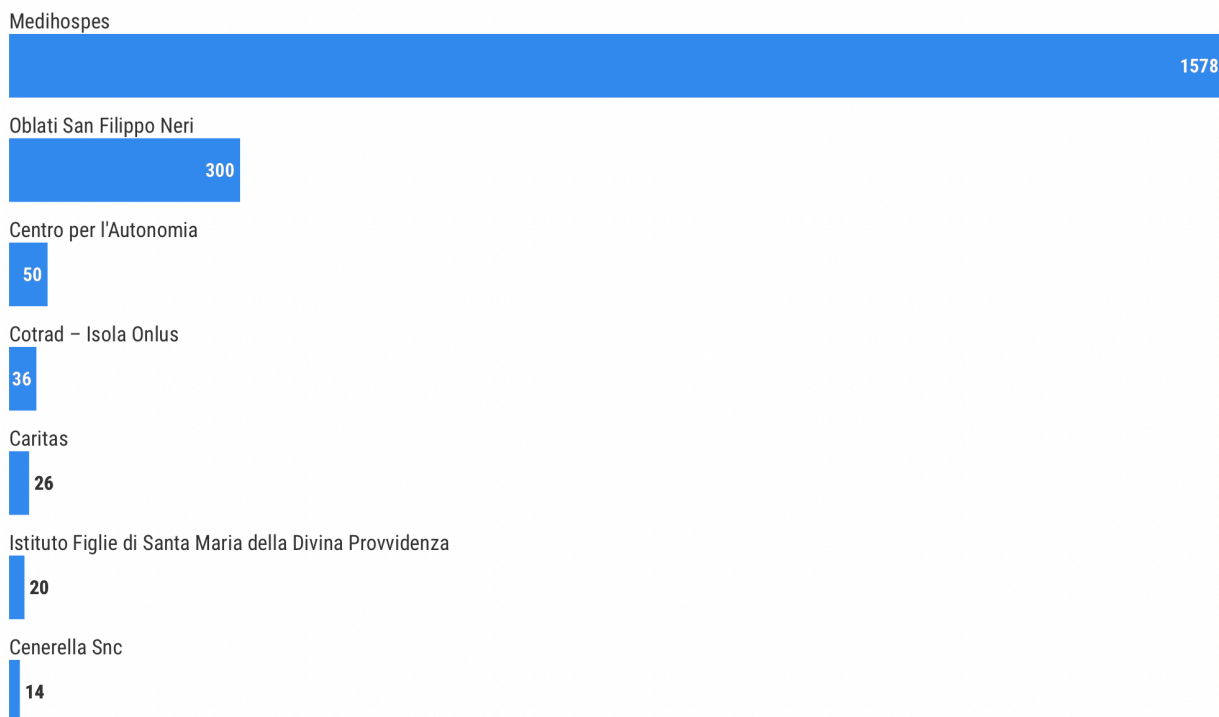 Medihospes
1578
Oblati San Filippo Neri
300
Centro per l'Autonomia
50
Cotrad – Isola Onlus
36
Caritas
26
Istituto Figlie di Santa Maria della Divina Provvidenza
20
Cenerella Snc
14